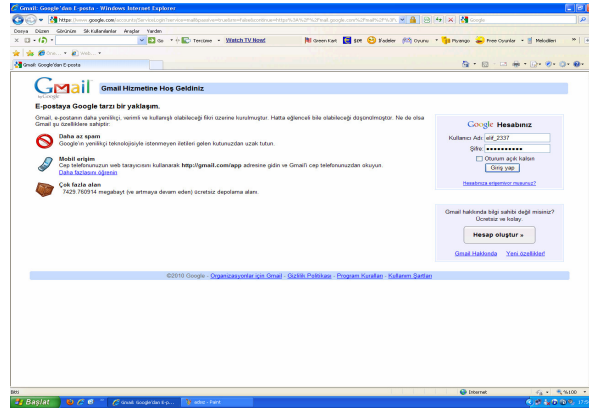 Gmail: Google'dan E-posta - Windows Internet Explorer
Dosya Düzen Görünüm Sık Kullanılanlar Araçlar Yardım
Go Tercüme Watch TV Now! Green Kart Oyunu Piyango Free Oyunlar Melodileri
Gmail: Google'dan E-posta
Gmail Gmail Hizmetine Hoş Geldiniz
E-postaya Google tarzı bir yaklaşım.
Gmail, e-postanın daha yenilikçi, verimli ve kullanışlı olabileceği fikri üzerine kurulmuştur. Hatta eğlenceli bile olabileceği düşünülmüştür. Ne de olsa
Gmail şu özelliklere sahiptir:
Daha az spam
Google'ın yenilikçi teknolojisiyle istenmeyen iletileri gelen kutunuzdan uzak tutun.
Mobil erişim
Cep telefonunuzun web tarayıcısını kullanarak http://gmail.com/app adresine gidin ve Gmail'i cep telefonunuzdan okuyun.
Daha fazlasını öğrenin
Çok fazla alan
7429.760914 megabayt (ve artmaya devam eden) ücretsiz depolama alanı.
Google Hesabınız
Kullanıcı Adı: elif_2337
Şifre:
Oturum açık kalsın
Giriş yap
Hesabınıza erişemiyor musunuz?
Gmail hakkında bilgi sahibi değil misiniz?
Ücretsiz ve kolay.
Hesap oluştur »
Gmail Hakkında Yeni özellikler!
©2010 Google - Organizasyonlar için Gmail - Gizlilik Politikası - Program Kuralları - Kullanım Şartları
Bitti Internet %100
Başlat Gmail: Google'dan E-p... - Paint